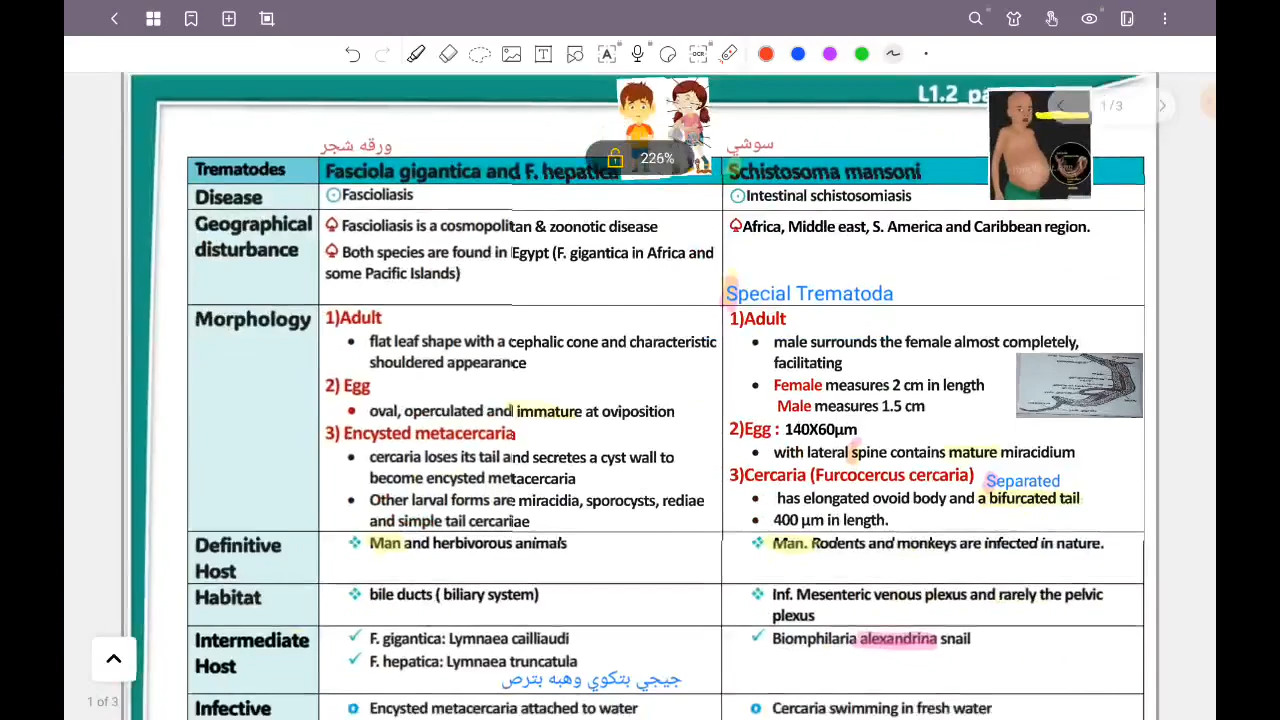 L1.2 pa
1/3
226%
ورقه شجر
سوشي
Trematodes
Fasciola gigantica and F. hepatica
Schistosoma mansoni
Disease
Fascioliasis
Intestinal schistosomiasis
Geographical disturbance
Fascioliasis is a cosmopolitan & zoonotic disease
Both species are found in Egypt (F. gigantica in Africa and
some Pacific Islands)
Africa, Middle east, S. America and Caribbean region.
Special Trematoda
Morphology
1)Adult
flat leaf shape with a cephalic cone and characteristic
shouldered appearance
2) Egg
oval, operculated and immature at oviposition
3) Encysted metacercaria
cercaria loses its tail and secretes a cyst wall to
become encysted metacercaria
Other larval forms are miracidia, sporocysts, rediae
and simple tail cercariae
1)Adult
male surrounds the female almost completely,
facilitating
Female measures 2 cm in length
Male measures 1.5 cm
2)Egg : 140X60µm
with lateral spine contains mature miracidium
3)Cercaria (Furcocercus cercaria)
Separated
has elongated ovoid body and a bifurcated tail
400 µm in length.
Definitive
Host
Man and herbivorous animals
Man. Rodents and monkeys are infected in nature.
Habitat
bile ducts ( biliary system)
Inf. Mesenteric venous plexus and rarely the pelvic
plexus
Intermediate
Host
F. gigantica: Lymnaea cailliaudi
F. hepatica: Lymnaea truncatula
جيجي بتكوي وهبه بترص
Biomphilaria alexandrina snail
Infective
Encysted metacercaria attached to water
Cercaria swimming in fresh water
1 of 3
OCR